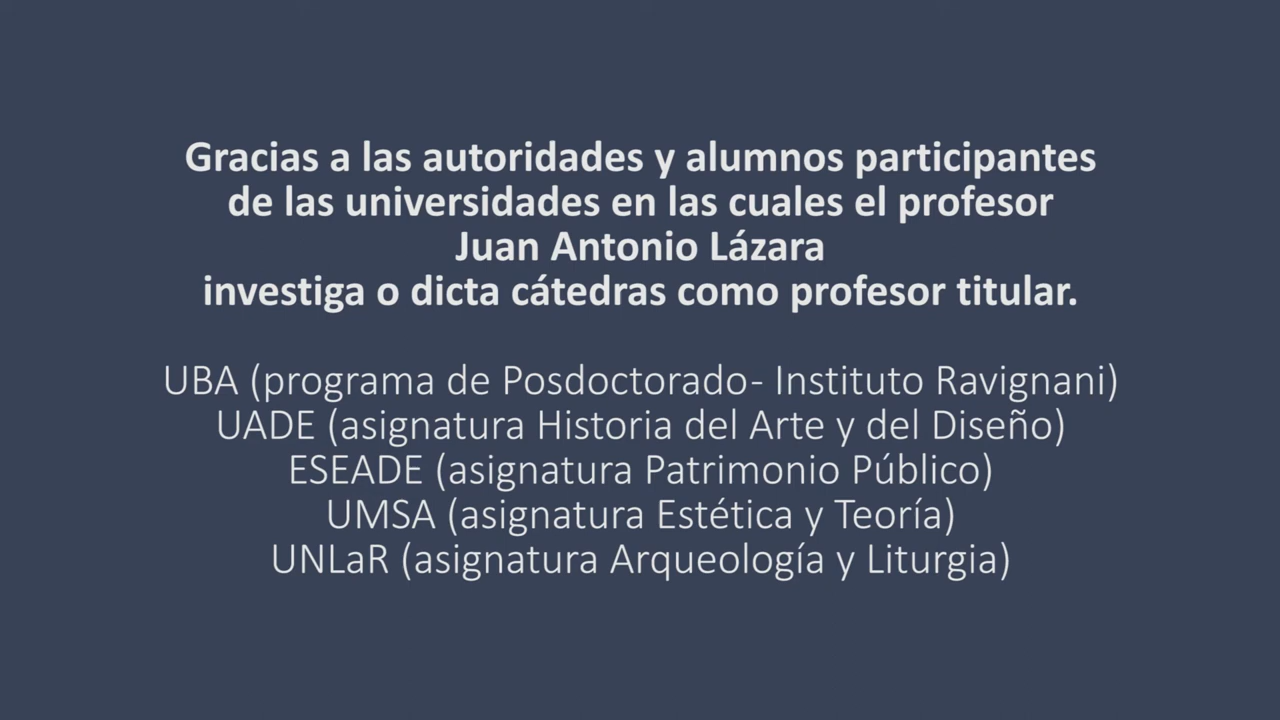 Gracias a las autoridades y alumnos participantes
de las universidades en las cuales el profesor
Juan Antonio Lázara
investiga o dicta cátedras como profesor titular.
UBA (programa de Posdoctorado- Instituto Ravignani)
UADE (asignatura Historia del Arte y del Diseño)
ESEADE (asignatura Patrimonio Público)
UMSA (asignatura Estética y Teoría)
UNLaR (asignatura Arqueología y Liturgia)